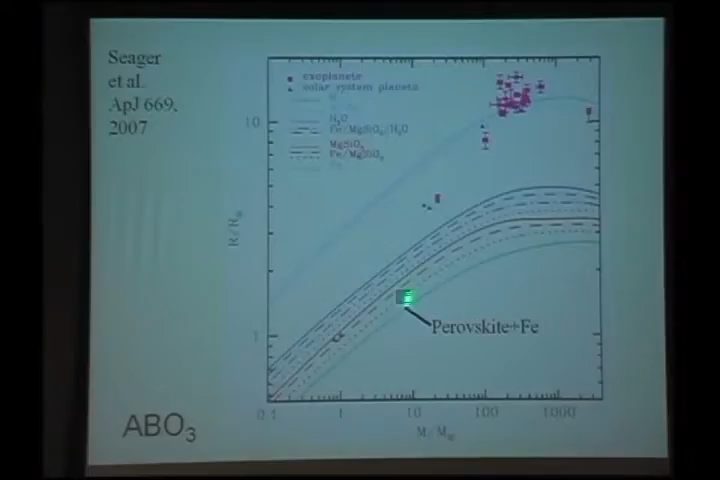 Seager
et al.
ApJ 669,
2007
exoplanets
solar system planets
H₂O
Fe/MgSiO₃/H₂O
MgSiO₃
Fe/MgSiO₃
10
R/R⊕
Perovskite+Fe
1
0.1 1 10 100 1000
M/M⊕
ABO₃